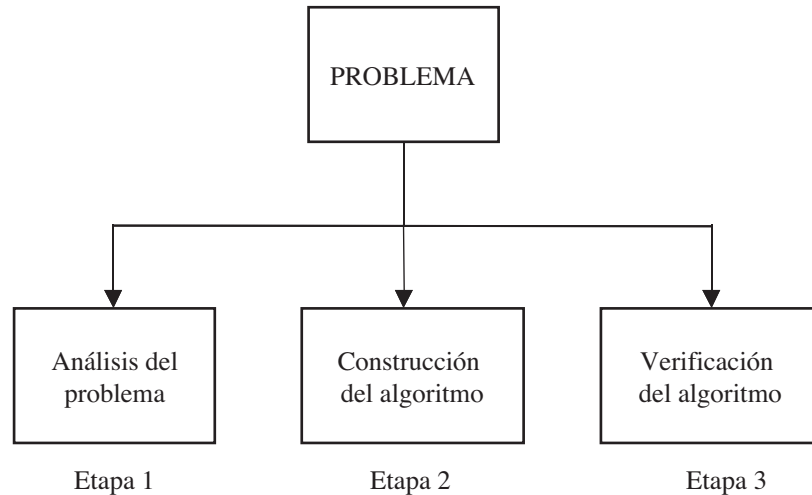 PROBLEMA
Análisis del
problema
Construcción
del algoritmo
Verificación
del algoritmo
Etapa 1
Etapa 2
Etapa 3